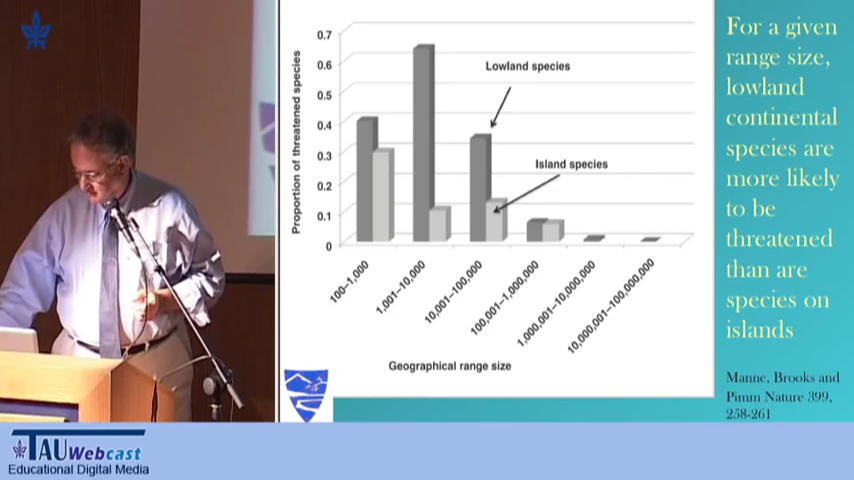 Proportion of threatened species
0.7
0.6
0.5
0.4
0.3
0.2
0.1
0
Lowland species
Island species
100–1,000
1,001–10,000
10,001–100,000
100,001–1,000,000
1,000,001–10,000,000
10,000,001–100,000,000
Geographical range size
For a given
range size,
lowland
continental
species are
more likely
to be
threatened
than are
species on
islands
Manne, Brooks and
Pimm Nature 399,
258-261
TAU Webcast
Educational Digital Media